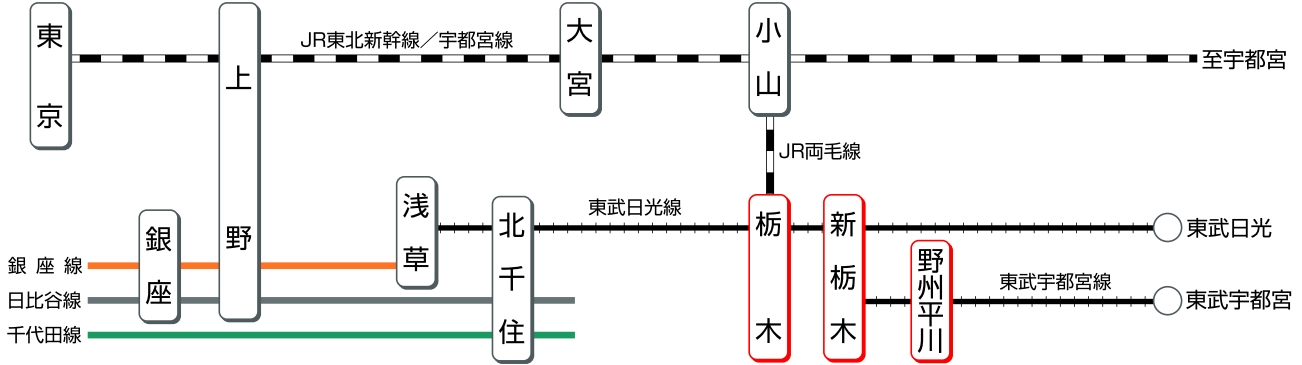 東京
上野
JR東北新幹線／宇都宮線
大宮
小山
至宇都宮
JR両毛線
浅草
北千住
東武日光線
栃木
新栃木
東武日光
銀座
野州平川
銀座線
日比谷線
東武宇都宮線
東武宇都宮
千代田線